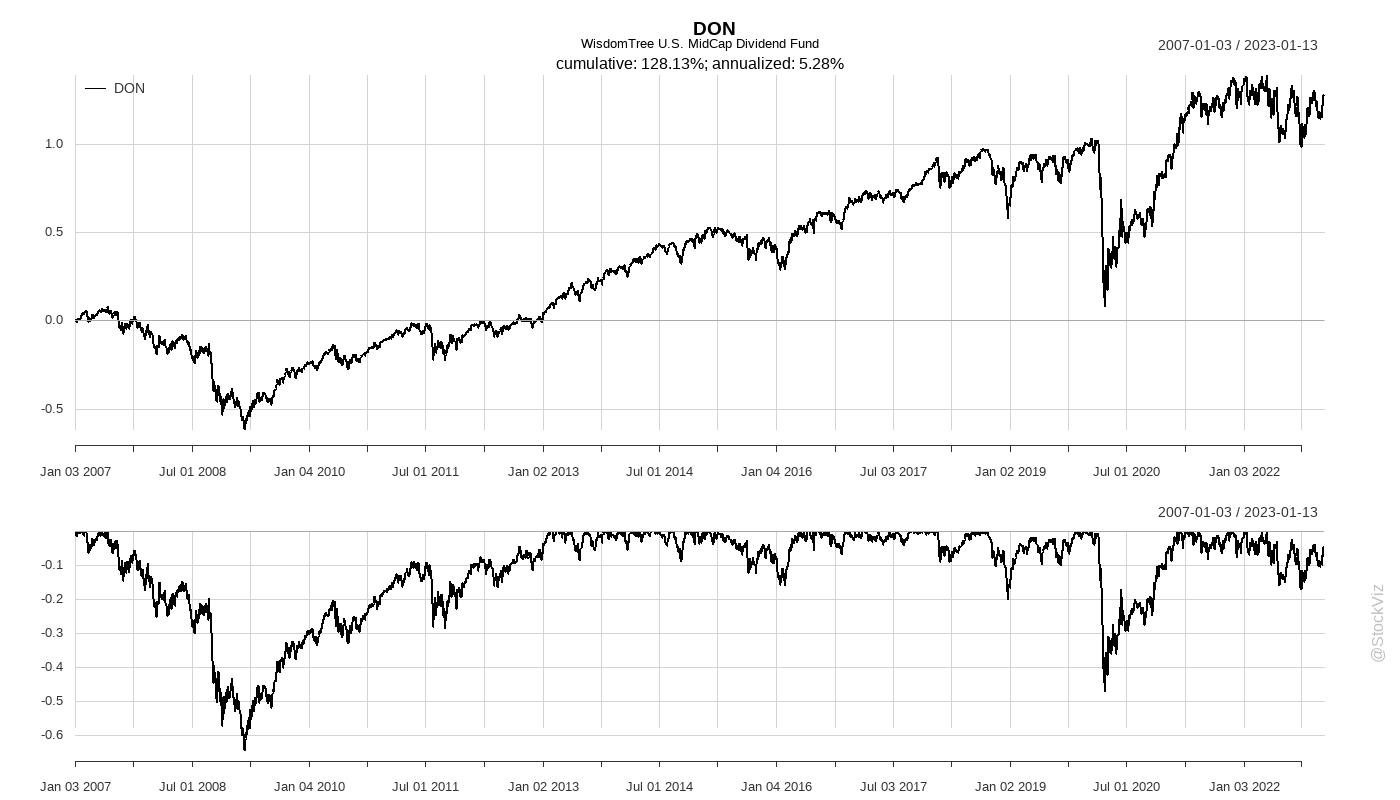 DON
WisdomTree U.S. MidCap Dividend Fund
2007-01-03 / 2023-01-13
cumulative: 128.13%; annualized: 5.28%
DON
1.0
0.5
0.0
-0.5
Jan 03 2007 Jul 01 2008 Jan 04 2010 Jul 01 2011 Jan 02 2013 Jul 01 2014 Jan 04 2016 Jul 03 2017 Jan 02 2019 Jul 01 2020 Jan 03 2022
2007-01-03 / 2023-01-13
-0.1
-0.2
-0.3
-0.4
-0.5
-0.6
Jan 03 2007 Jul 01 2008 Jan 04 2010 Jul 01 2011 Jan 02 2013 Jul 01 2014 Jan 04 2016 Jul 03 2017 Jan 02 2019 Jul 01 2020 Jan 03 2022
@StockViz